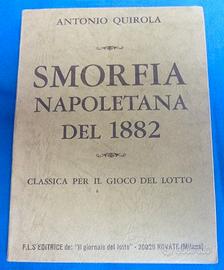 ANTONIO QUIROLA
SMORFIA
NAPOLETANA
DEL 1882
CLASSICA PER IL GIOCO DEL LOTTO
F.L.S EDITRICE de: "Il giornale del lotto" - 20026 NOVATE (Milano)
subito